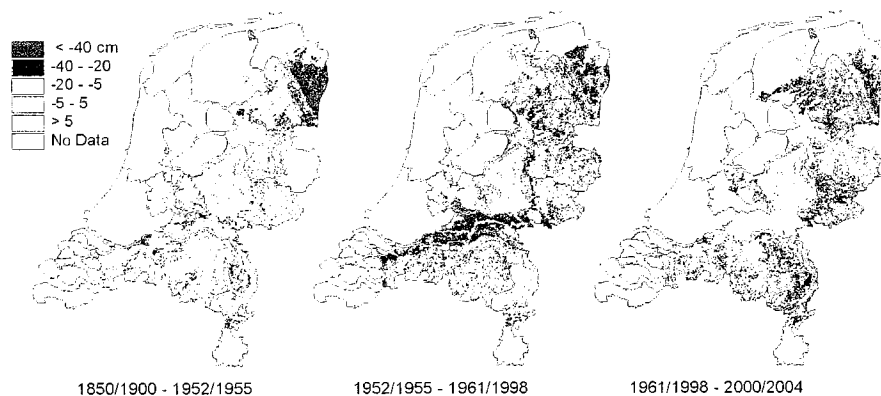 < -40 cm
-40 - -20
-20 - -5
-5 - 5
> 5
No Data
1850/1900 - 1952/1955
1952/1955 - 1961/1998
1961/1998 - 2000/2004